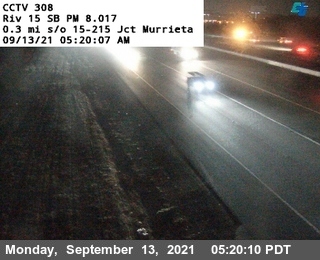 CCTV 308
Riv 15 SB PM 8.017
0.3 mi s/o 15-215 Jct Murrieta
09/13/21 05:20:07 AM
Monday, September 13, 2021 05:20:10 PDT